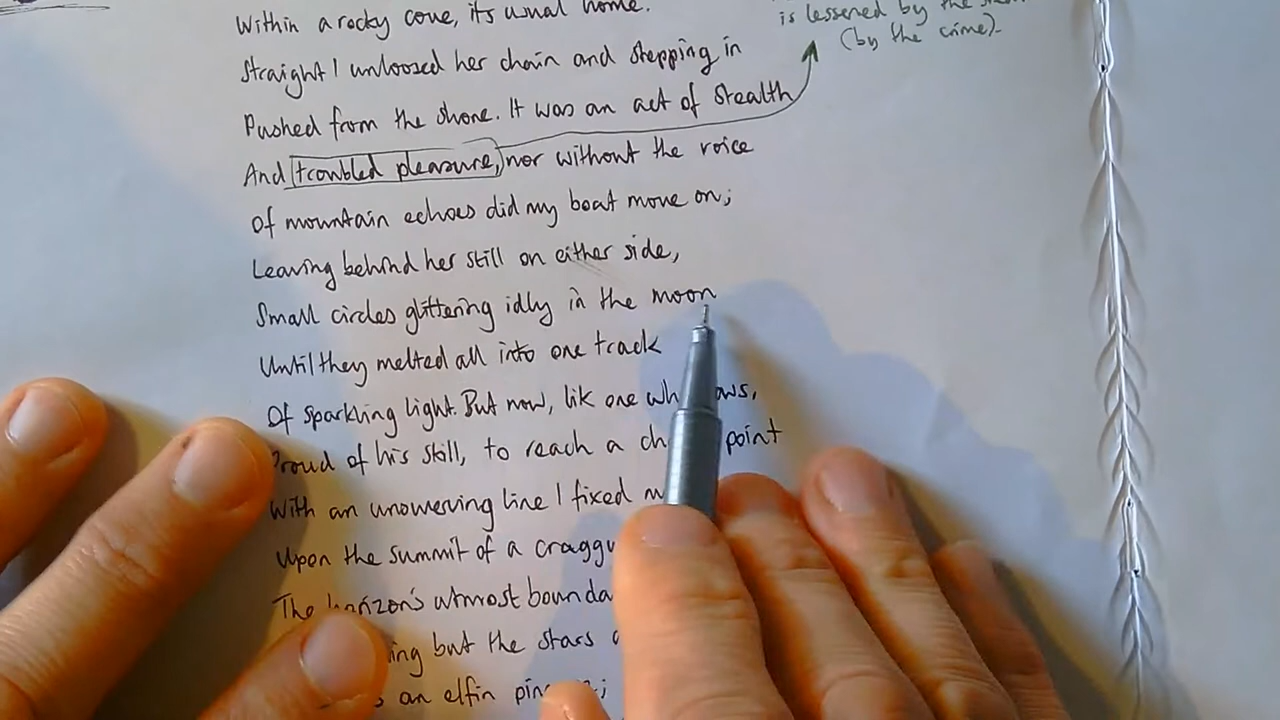 Within a rocky cove, its usual home.
is lessened by the
(by the crime).
Straight I unloosed her chain and stepping in
Pushed from the shore. It was an act of stealth
And troubled pleasure, nor without the voice
Of mountain echoes did my boat move on;
Leaving behind her still on either side,
Small circles glittering idly in the moon
Until they melted all into one track
Of sparkling light. But now, lik one wh ows,
Proud of his skill, to reach a ch point
With an unswerving line I fixed m
Upon the summit of a craggy
The horizon's utmost bounda
ing but the stars
an elfin pin